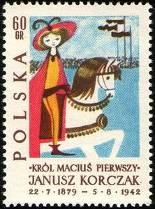 60
GR
POLSKA
"KRÓL MACIUŚ PIERWSZY"
JANUSZ KORCZAK
22·7·1879 — 5·8·1942